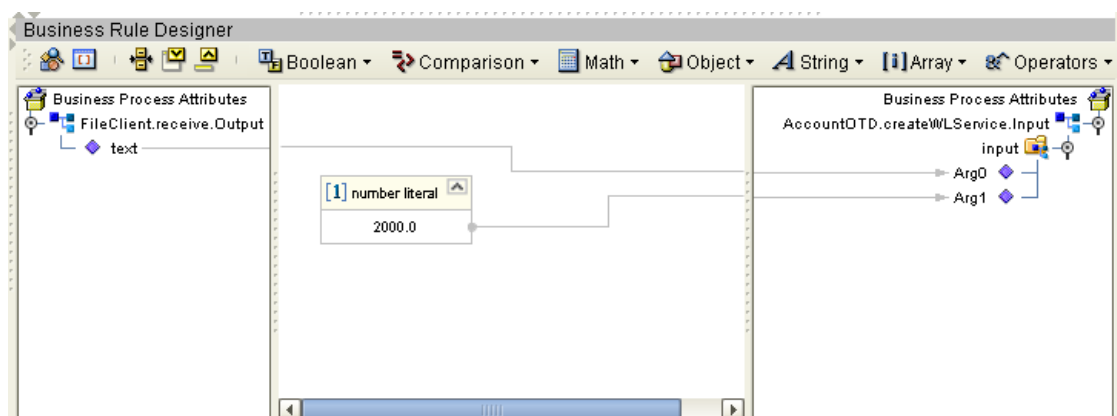 Business Rule Designer
Boolean Comparison Math Object String [i] Array Operators
Business Process Attributes
FileClient.receive.Output
text
[1] number literal
2000.0
Business Process Attributes
AccountOTD.createWLService.Input
input
Arg0
Arg1